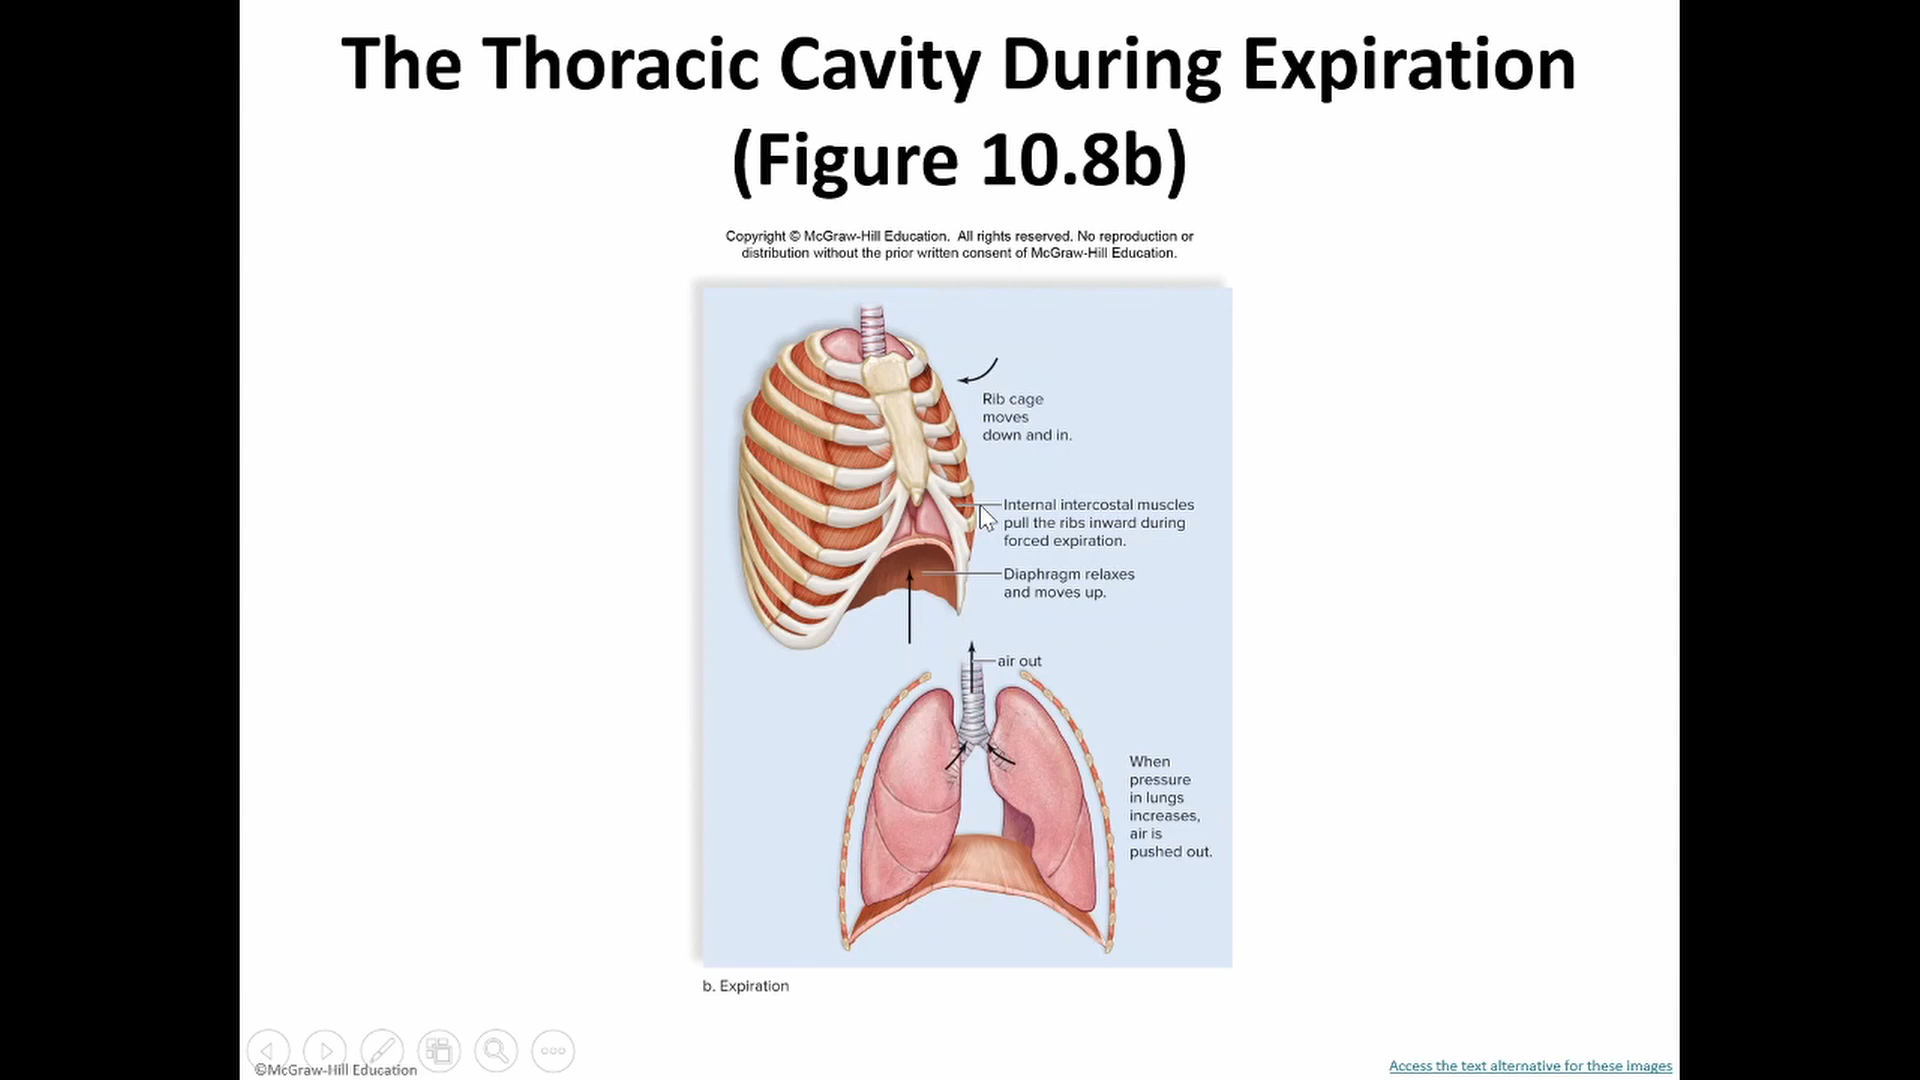 The Thoracic Cavity During Expiration
(Figure 10.8b)
Copyright © McGraw-Hill Education. All rights reserved. No reproduction or
distribution without the prior written consent of McGraw-Hill Education.
Rib cage
moves
down and in.
Internal intercostal muscles
pull the ribs inward during
forced expiration.
Diaphragm relaxes
and moves up.
air out
When
pressure
in lungs
increases,
air is
pushed out.
b. Expiration
©McGraw-Hill Education
Access the text alternative for these images